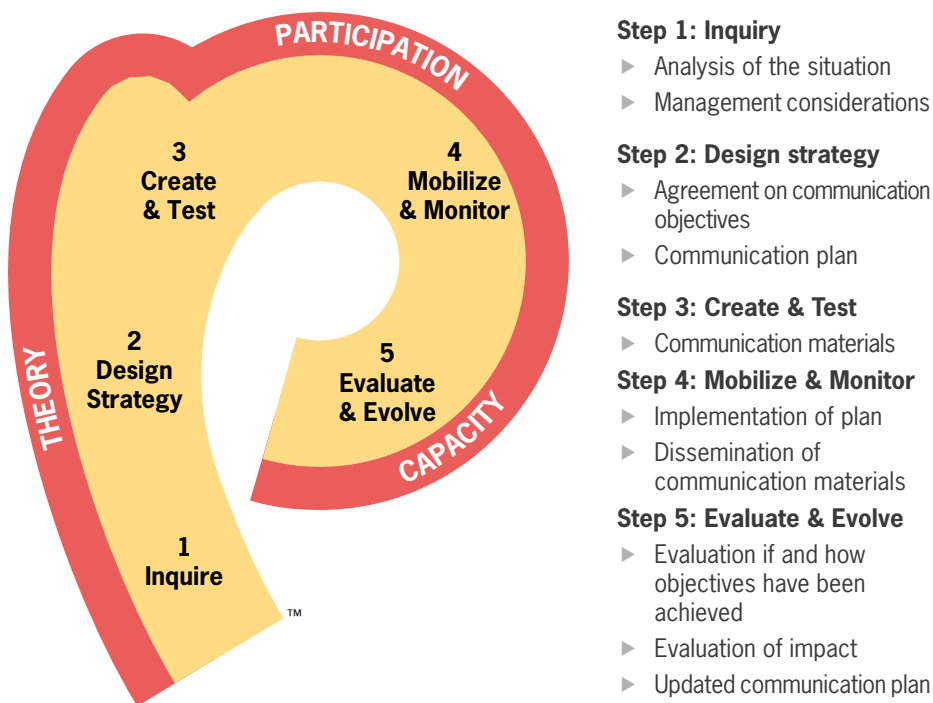 PARTICIPATION
THEORY
CAPACITY
3
Create
& Test
4
Mobilize
& Monitor
2
Design
Strategy
5
Evaluate
& Evolve
1
Inquire
™
Step 1: Inquiry
▶ Analysis of the situation
▶ Management considerations
Step 2: Design strategy
▶ Agreement on communication
objectives
▶ Communication plan
Step 3: Create & Test
▶ Communication materials
Step 4: Mobilize & Monitor
▶ Implementation of plan
▶ Dissemination of
communication materials
Step 5: Evaluate & Evolve
▶ Evaluation if and how
objectives have been
achieved
▶ Evaluation of impact
▶ Updated communication plan